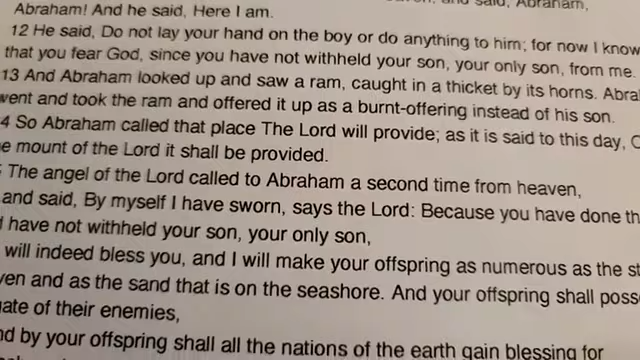 and said, Abraham,
Abraham! And he said, Here I am.
12 He said, Do not lay your hand on the boy or do anything to him; for now I know
that you fear God, since you have not withheld your son, your only son, from me.
13 And Abraham looked up and saw a ram, caught in a thicket by its horns. Abra
went and took the ram and offered it up as a burnt-offering instead of his son.
4 So Abraham called that place The Lord will provide; as it is said to this day, O
e mount of the Lord it shall be provided.
The angel of the Lord called to Abraham a second time from heaven,
and said, By myself I have sworn, says the Lord: Because you have done th
have not withheld your son, your only son,
will indeed bless you, and I will make your offspring as numerous as the st
ven and as the sand that is on the seashore. And your offspring shall poss
ate of their enemies,
nd by your offspring shall all the nations of the earth gain blessing for